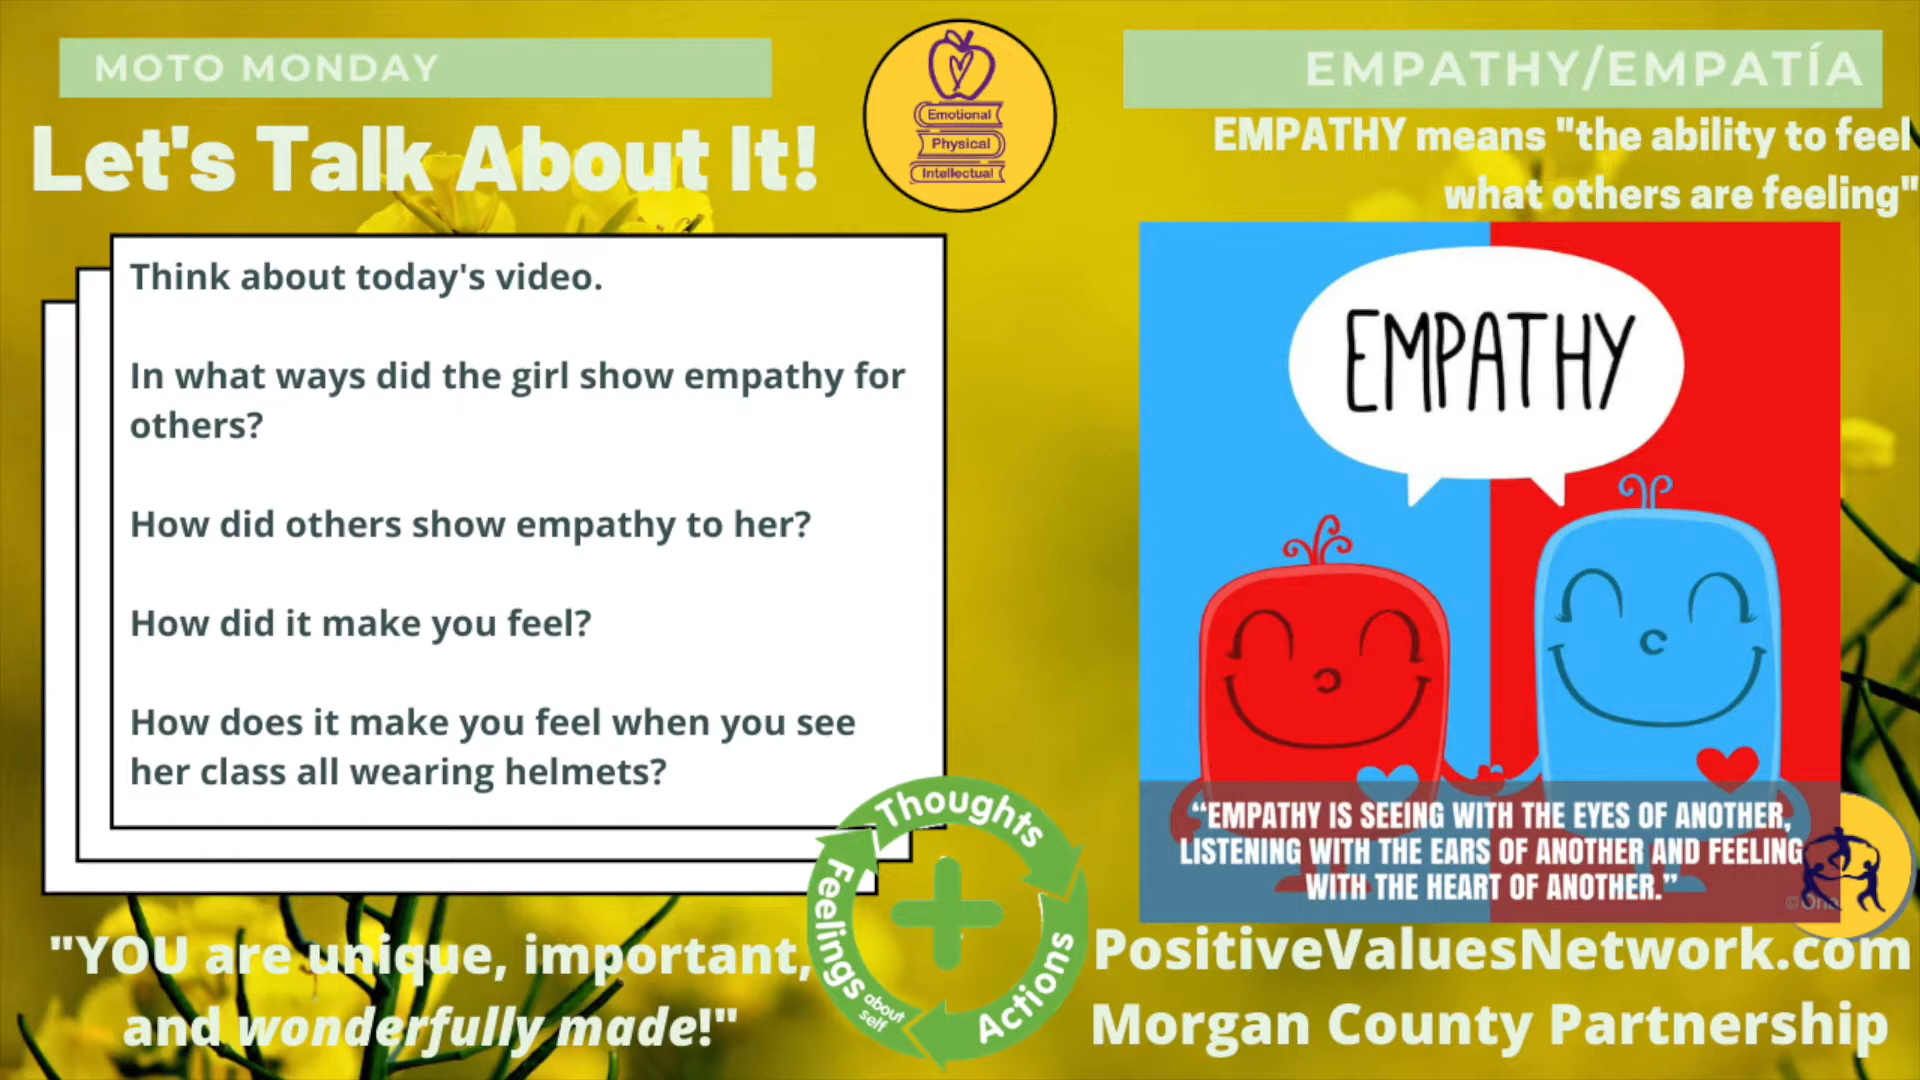 MOTO MONDAY
Let's Talk About It!
Think about today's video.
In what ways did the girl show empathy for
others?
How did others show empathy to her?
How did it make you feel?
How does it make you feel when you see
her class all wearing helmets?
"YOU are unique, important,
and wonderfully made!"
Emotional
Physical
Intellectual
Thoughts
Actions
Feelings
about
self
EMPATHY/EMPATÍA
EMPATHY means "the ability to feel
what others are feeling"
EMPATHY
“EMPATHY IS SEEING WITH THE EYES OF ANOTHER,
LISTENING WITH THE EARS OF ANOTHER AND FEELING
WITH THE HEART OF ANOTHER.”
PositiveValuesNetwork.com
Morgan County Partnership